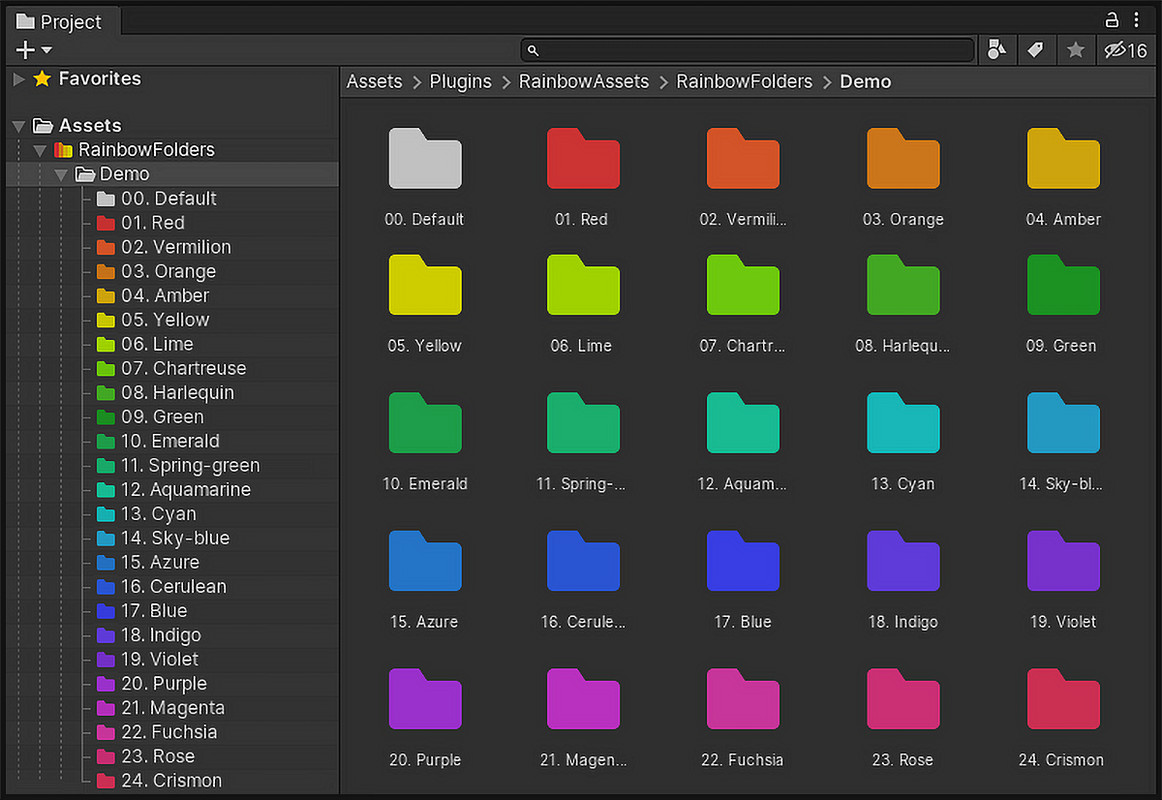 Project
16
Favorites
Assets
RainbowFolders
Demo
00. Default
01. Red
02. Vermilion
03. Orange
04. Amber
05. Yellow
06. Lime
07. Chartreuse
08. Harlequin
09. Green
10. Emerald
11. Spring-green
12. Aquamarine
13. Cyan
14. Sky-blue
15. Azure
16. Cerulean
17. Blue
18. Indigo
19. Violet
20. Purple
21. Magenta
22. Fuchsia
23. Rose
24. Crismon
Assets > Plugins > RainbowAssets > RainbowFolders > Demo
00. Default 01. Red 02. Vermili... 03. Orange 04. Amber
05. Yellow 06. Lime 07. Chartr... 08. Harlequ... 09. Green
10. Emerald 11. Spring-... 12. Aquam... 13. Cyan 14. Sky-bl...
15. Azure 16. Cerule... 17. Blue 18. Indigo 19. Violet
20. Purple 21. Magen... 22. Fuchsia 23. Rose 24. Crismon